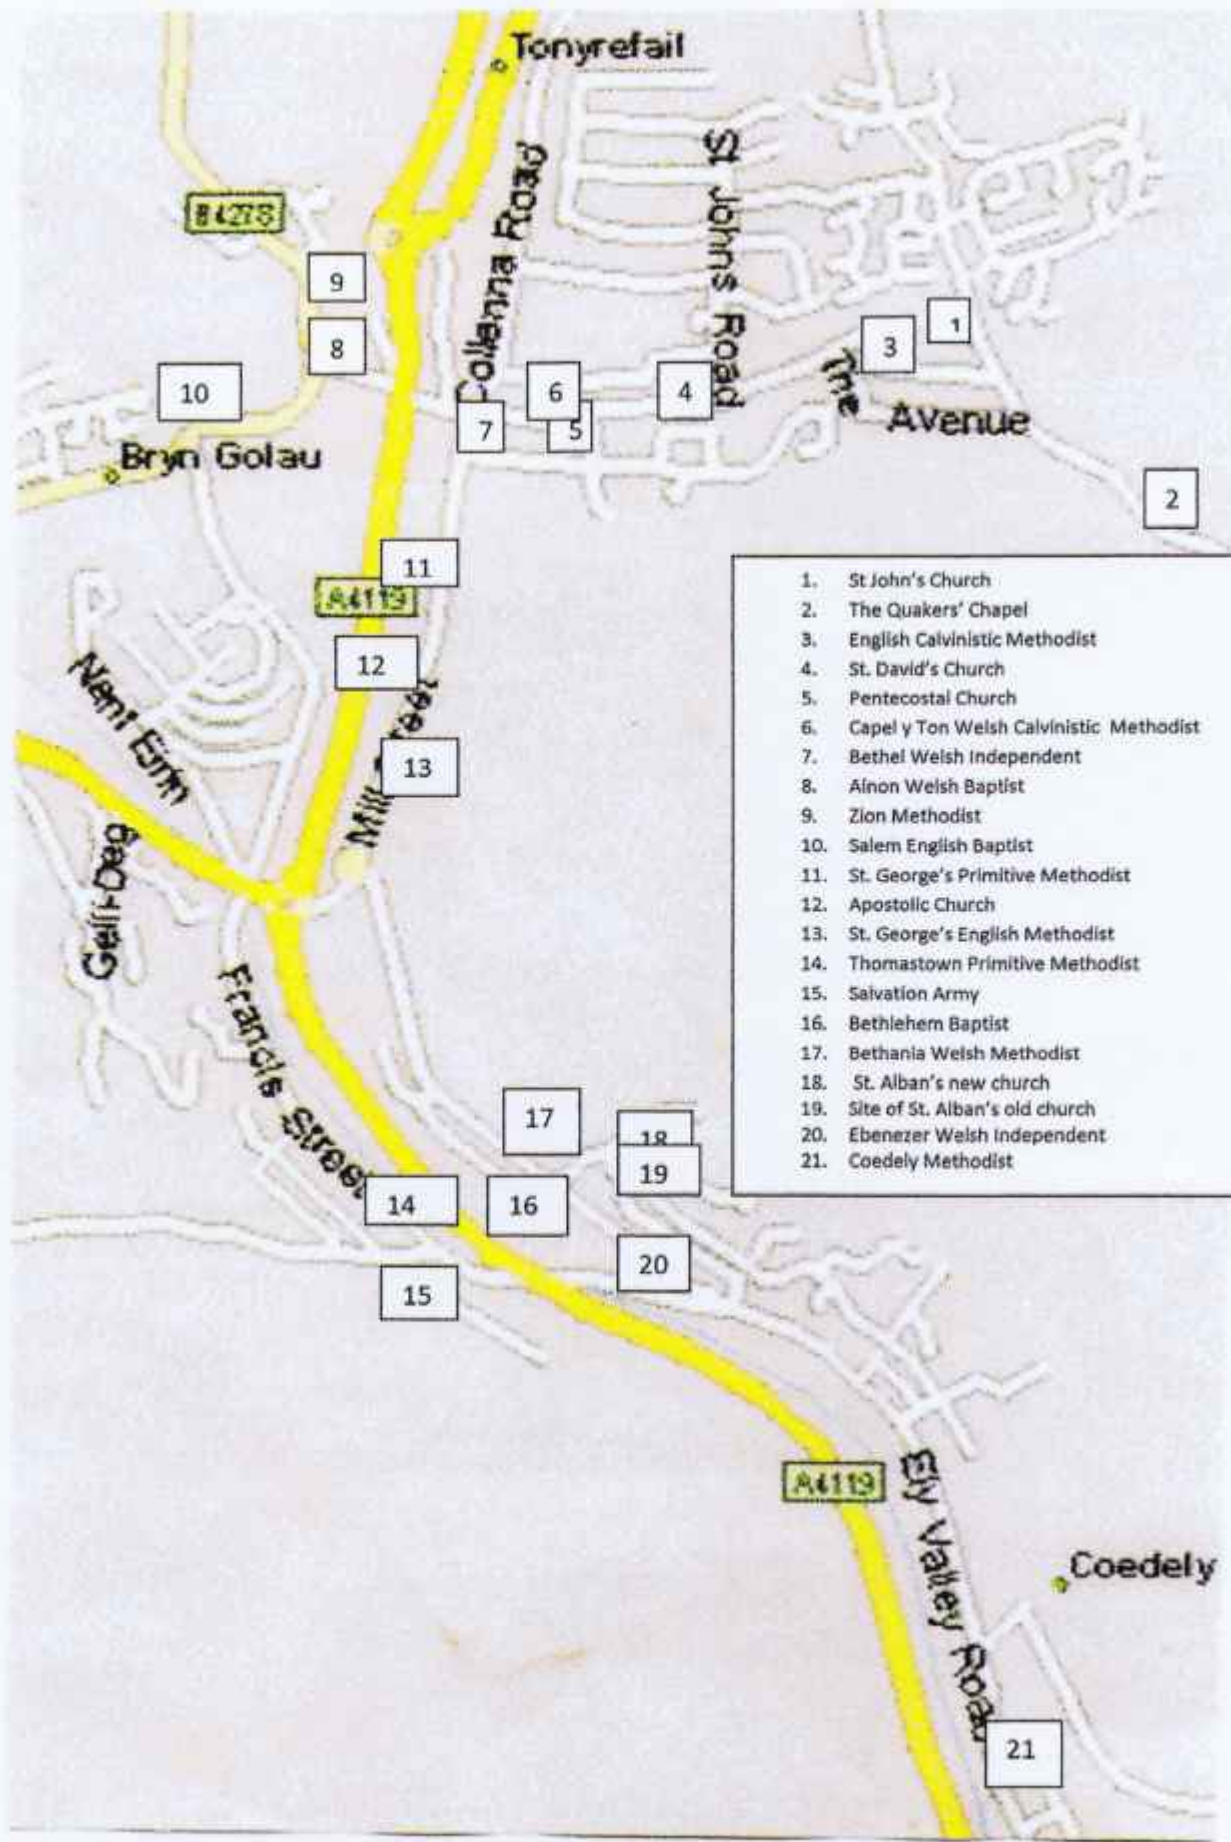 Tonyrefail
Collenna Road
St Johns Road
9
1
3
8
The
10
6
4
Avenue
7
5
Bryn Golau
2
11
A4119
12
1. St John's Church
2. The Quakers' Chapel
3. English Calvinistic Methodist
4. St. David's Church
5. Pentecostal Church
6. Capel y Ton Welsh Calvinistic Methodist
7. Bethel Welsh Independent
8. Ainon Welsh Baptist
9. Zion Methodist
10. Salem English Baptist
11. St. George's Primitive Methodist
12. Apostolic Church
13. St. George's English Methodist
14. Thomastown Primitive Methodist
15. Salvation Army
16. Bethlehem Baptist
17. Bethania Welsh Methodist
18. St. Alban's new church
19. Site of St. Alban's old church
20. Ebenezer Welsh Independent
21. Coedely Methodist
13
Gelli-Deg
Francis Street
17
18
19
14
16
20
15
A4119
Ely Valley Road
Coedely
21